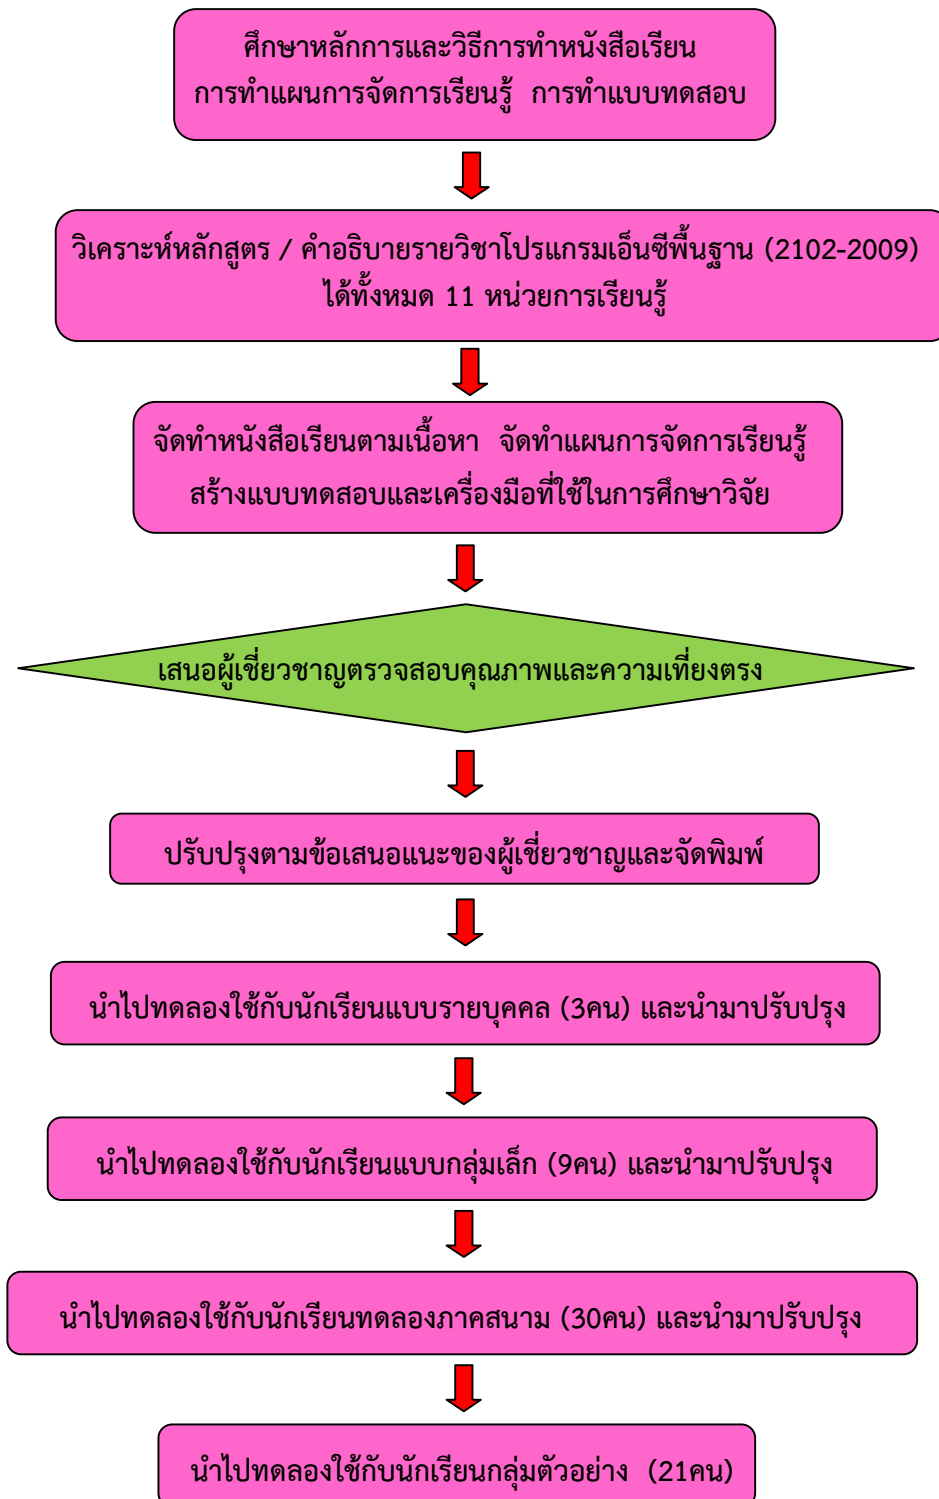 ศึกษาหลักการและวิธีการทำหนังสือเรียน
การทำแผนการจัดการเรียนรู้ การทำแบบทดสอบ
วิเคราะห์หลักสูตร / คำอธิบายรายวิชาโปรแกรมเอ็นซีพื้นฐาน (2102-2009)
ได้ทั้งหมด 11 หน่วยการเรียนรู้
จัดทำหนังสือเรียนตามเนื้อหา จัดทำแผนการจัดการเรียนรู้
สร้างแบบทดสอบและเครื่องมือที่ใช้ในการศึกษาวิจัย
เสนอผู้เชี่ยวชาญตรวจสอบคุณภาพและความเที่ยงตรง
ปรับปรุงตามข้อเสนอแนะของผู้เชี่ยวชาญและจัดพิมพ์
นำไปทดลองใช้กับนักเรียนแบบรายบุคคล (3คน) และนำมาปรับปรุง
นำไปทดลองใช้กับนักเรียนแบบกลุ่มเล็ก (9คน) และนำมาปรับปรุง
นำไปทดลองใช้กับนักเรียนทดลองภาคสนาม (30คน) และนำมาปรับปรุง
นำไปทดลองใช้กับนักเรียนกลุ่มตัวอย่าง (21คน)